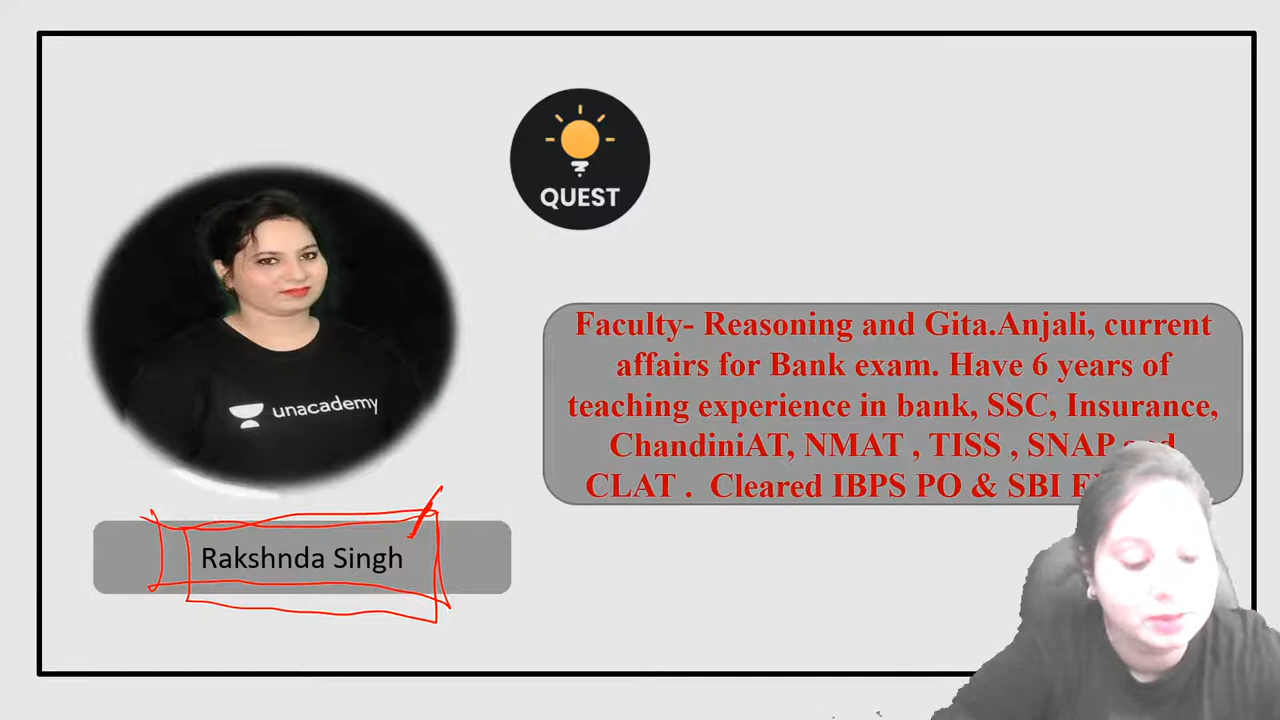 QUEST
unacademy
Faculty- Reasoning and Gita.Anjali, current
affairs for Bank exam. Have 6 years of
teaching experience in bank, SSC, Insurance,
ChandiniAT, NMAT , TISS , SNAP and
CLAT .  Cleared IBPS PO & SBI
Rakshnda Singh